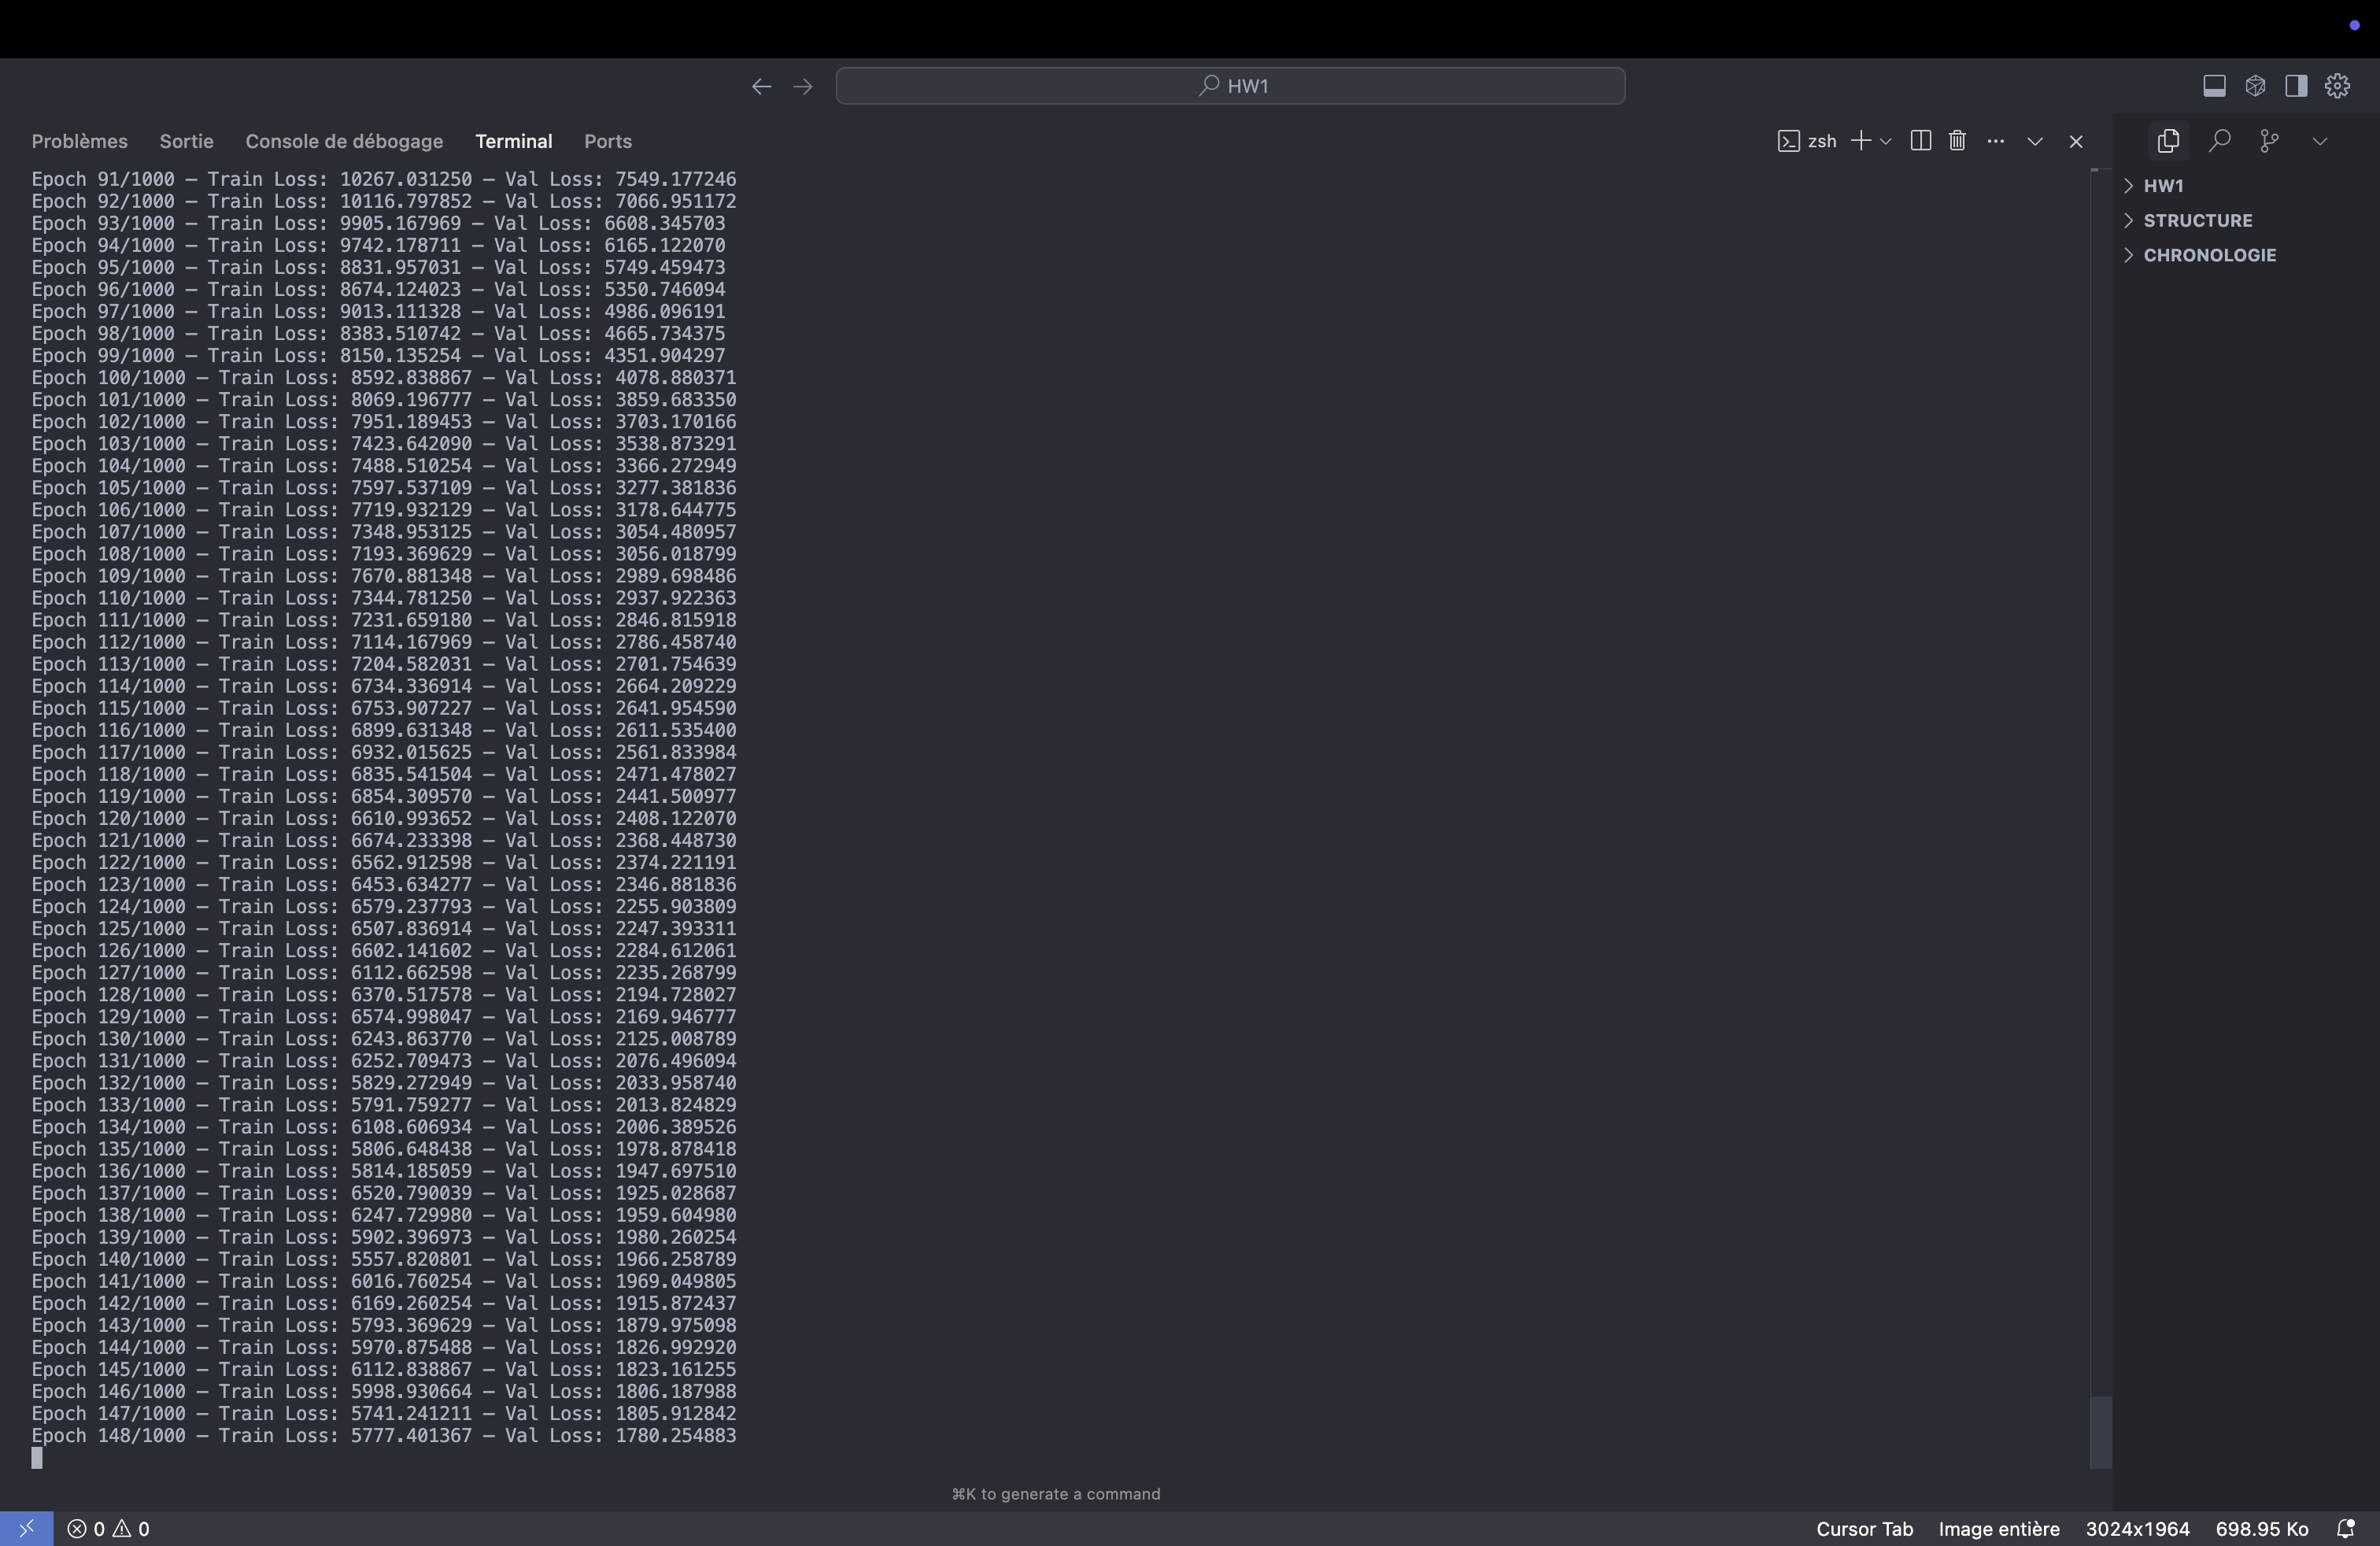 HW1
Problèmes Sortie Console de débogage Terminal Ports zsh
Epoch 91/1000 — Train Loss: 10267.031250 — Val Loss: 7549.177246
Epoch 92/1000 — Train Loss: 10116.797852 — Val Loss: 7066.951172
Epoch 93/1000 — Train Loss: 9905.167969 — Val Loss: 6608.345703
Epoch 94/1000 — Train Loss: 9742.178711 — Val Loss: 6165.122070
Epoch 95/1000 — Train Loss: 8831.957031 — Val Loss: 5749.459473
Epoch 96/1000 — Train Loss: 8674.124023 — Val Loss: 5350.746094
Epoch 97/1000 — Train Loss: 9013.111328 — Val Loss: 4986.096191
Epoch 98/1000 — Train Loss: 8383.510742 — Val Loss: 4665.734375
Epoch 99/1000 — Train Loss: 8150.135254 — Val Loss: 4351.904297
Epoch 100/1000 — Train Loss: 8592.838867 — Val Loss: 4078.880371
Epoch 101/1000 — Train Loss: 8069.196777 — Val Loss: 3859.683350
Epoch 102/1000 — Train Loss: 7951.189453 — Val Loss: 3703.170166
Epoch 103/1000 — Train Loss: 7423.642090 — Val Loss: 3538.873291
Epoch 104/1000 — Train Loss: 7488.510254 — Val Loss: 3366.272949
Epoch 105/1000 — Train Loss: 7597.537109 — Val Loss: 3277.381836
Epoch 106/1000 — Train Loss: 7719.932129 — Val Loss: 3178.644775
Epoch 107/1000 — Train Loss: 7348.953125 — Val Loss: 3054.480957
Epoch 108/1000 — Train Loss: 7193.369629 — Val Loss: 3056.018799
Epoch 109/1000 — Train Loss: 7670.881348 — Val Loss: 2989.698486
Epoch 110/1000 — Train Loss: 7344.781250 — Val Loss: 2937.922363
Epoch 111/1000 — Train Loss: 7231.659180 — Val Loss: 2846.815918
Epoch 112/1000 — Train Loss: 7114.167969 — Val Loss: 2786.458740
Epoch 113/1000 — Train Loss: 7204.582031 — Val Loss: 2701.754639
Epoch 114/1000 — Train Loss: 6734.336914 — Val Loss: 2664.209229
Epoch 115/1000 — Train Loss: 6753.907227 — Val Loss: 2641.954590
Epoch 116/1000 — Train Loss: 6899.631348 — Val Loss: 2611.535400
Epoch 117/1000 — Train Loss: 6932.015625 — Val Loss: 2561.833984
Epoch 118/1000 — Train Loss: 6835.541504 — Val Loss: 2471.478027
Epoch 119/1000 — Train Loss: 6854.309570 — Val Loss: 2441.500977
Epoch 120/1000 — Train Loss: 6610.993652 — Val Loss: 2408.122070
Epoch 121/1000 — Train Loss: 6674.233398 — Val Loss: 2368.448730
Epoch 122/1000 — Train Loss: 6562.912598 — Val Loss: 2374.221191
Epoch 123/1000 — Train Loss: 6453.634277 — Val Loss: 2346.881836
Epoch 124/1000 — Train Loss: 6579.237793 — Val Loss: 2255.903809
Epoch 125/1000 — Train Loss: 6507.836914 — Val Loss: 2247.393311
Epoch 126/1000 — Train Loss: 6602.141602 — Val Loss: 2284.612061
Epoch 127/1000 — Train Loss: 6112.662598 — Val Loss: 2235.268799
Epoch 128/1000 — Train Loss: 6370.517578 — Val Loss: 2194.728027
Epoch 129/1000 — Train Loss: 6574.998047 — Val Loss: 2169.946777
Epoch 130/1000 — Train Loss: 6243.863770 — Val Loss: 2125.008789
Epoch 131/1000 — Train Loss: 6252.709473 — Val Loss: 2076.496094
Epoch 132/1000 — Train Loss: 5829.272949 — Val Loss: 2033.958740
Epoch 133/1000 — Train Loss: 5791.759277 — Val Loss: 2013.824829
Epoch 134/1000 — Train Loss: 6108.606934 — Val Loss: 2006.389526
Epoch 135/1000 — Train Loss: 5806.648438 — Val Loss: 1978.878418
Epoch 136/1000 — Train Loss: 5814.185059 — Val Loss: 1947.697510
Epoch 137/1000 — Train Loss: 6520.790039 — Val Loss: 1925.028687
Epoch 138/1000 — Train Loss: 6247.729980 — Val Loss: 1959.604980
Epoch 139/1000 — Train Loss: 5902.396973 — Val Loss: 1980.260254
Epoch 140/1000 — Train Loss: 5557.820801 — Val Loss: 1966.258789
Epoch 141/1000 — Train Loss: 6016.760254 — Val Loss: 1969.049805
Epoch 142/1000 — Train Loss: 6169.260254 — Val Loss: 1915.872437
Epoch 143/1000 — Train Loss: 5793.369629 — Val Loss: 1879.975098
Epoch 144/1000 — Train Loss: 5970.875488 — Val Loss: 1826.992920
Epoch 145/1000 — Train Loss: 6112.838867 — Val Loss: 1823.161255
Epoch 146/1000 — Train Loss: 5998.930664 — Val Loss: 1806.187988
Epoch 147/1000 — Train Loss: 5741.241211 — Val Loss: 1805.912842
Epoch 148/1000 — Train Loss: 5777.401367 — Val Loss: 1780.254883
⌘K to generate a command
HW1
STRUCTURE
CHRONOLOGIE
0 0 Cursor Tab Image entière 3024x1964 698.95 Ko